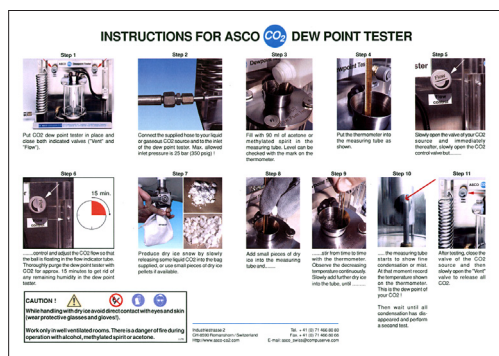 INSTRUCTIONS FOR ASCO CO2 DEW POINT TESTER
Step 1
Step 2
Step 3
Step 4
Step 5
Put CO2 dew point tester in place and
close both indicated valves ("Vent" and
"Flow").
Connect the supplied hose to your liquid
or gaseous CO2 source and to the inlet
of the dew point tester. Max. allowed
inlet pressure is 25 bar (350 psig) !
Fill with 90 ml of acetone or
methylated spirit in the
measuring tube. Level can be
checked with the mark on the
thermometer.
Put the thermometer into
the measuring tube as
shown.
Slowly open the valve of your CO2
source and immediately
thereafter, slowly open the CO2
control valve but........
Step 6
Step 7
Step 8
Step 9
Step 10
Step 11
15 min.
........control and adjust the CO2 flow so that
the ball is floating in the flow indicator tube.
Thoroughly purge the dew point tester with
CO2 for approx. 15 minutes to get rid of
any remaining humidity in the dew point
tester.
Produce dry ice snow by slowly
releasing some liquid CO2 into the bag
supplied, or use small pieces of dry ice
pellets if available.
Add small pieces of dry
ice into the measuring
tube and........
........stir from time to time
with the thermometer.
Observe the decreasing
temperature continuously.
Slowly add further dry ice
into the tube, until ........
..... the measuring tube
starts to show fine
condensation or mist.
At that moment record
the temperature shown
on the thermometer.
This is the dew point of
your CO2 !
Then wait until all
condensation has
disappeared and perform
a second test.
After testing, close the
valve of the CO2
source and then
slowly open the "Vent"
valve to release all
CO2.
CAUTION !
While handling with dry ice avoid direct contact with eyes and skin
(wear protective glasses and gloves!).
Work only in well ventilated rooms. There is a danger of fire during
operation with alcohol, methylated spirit or acetone.
Industriestrasse 2
CH-8590 Romanshorn / Switzerland
http://www.asco-co2.com